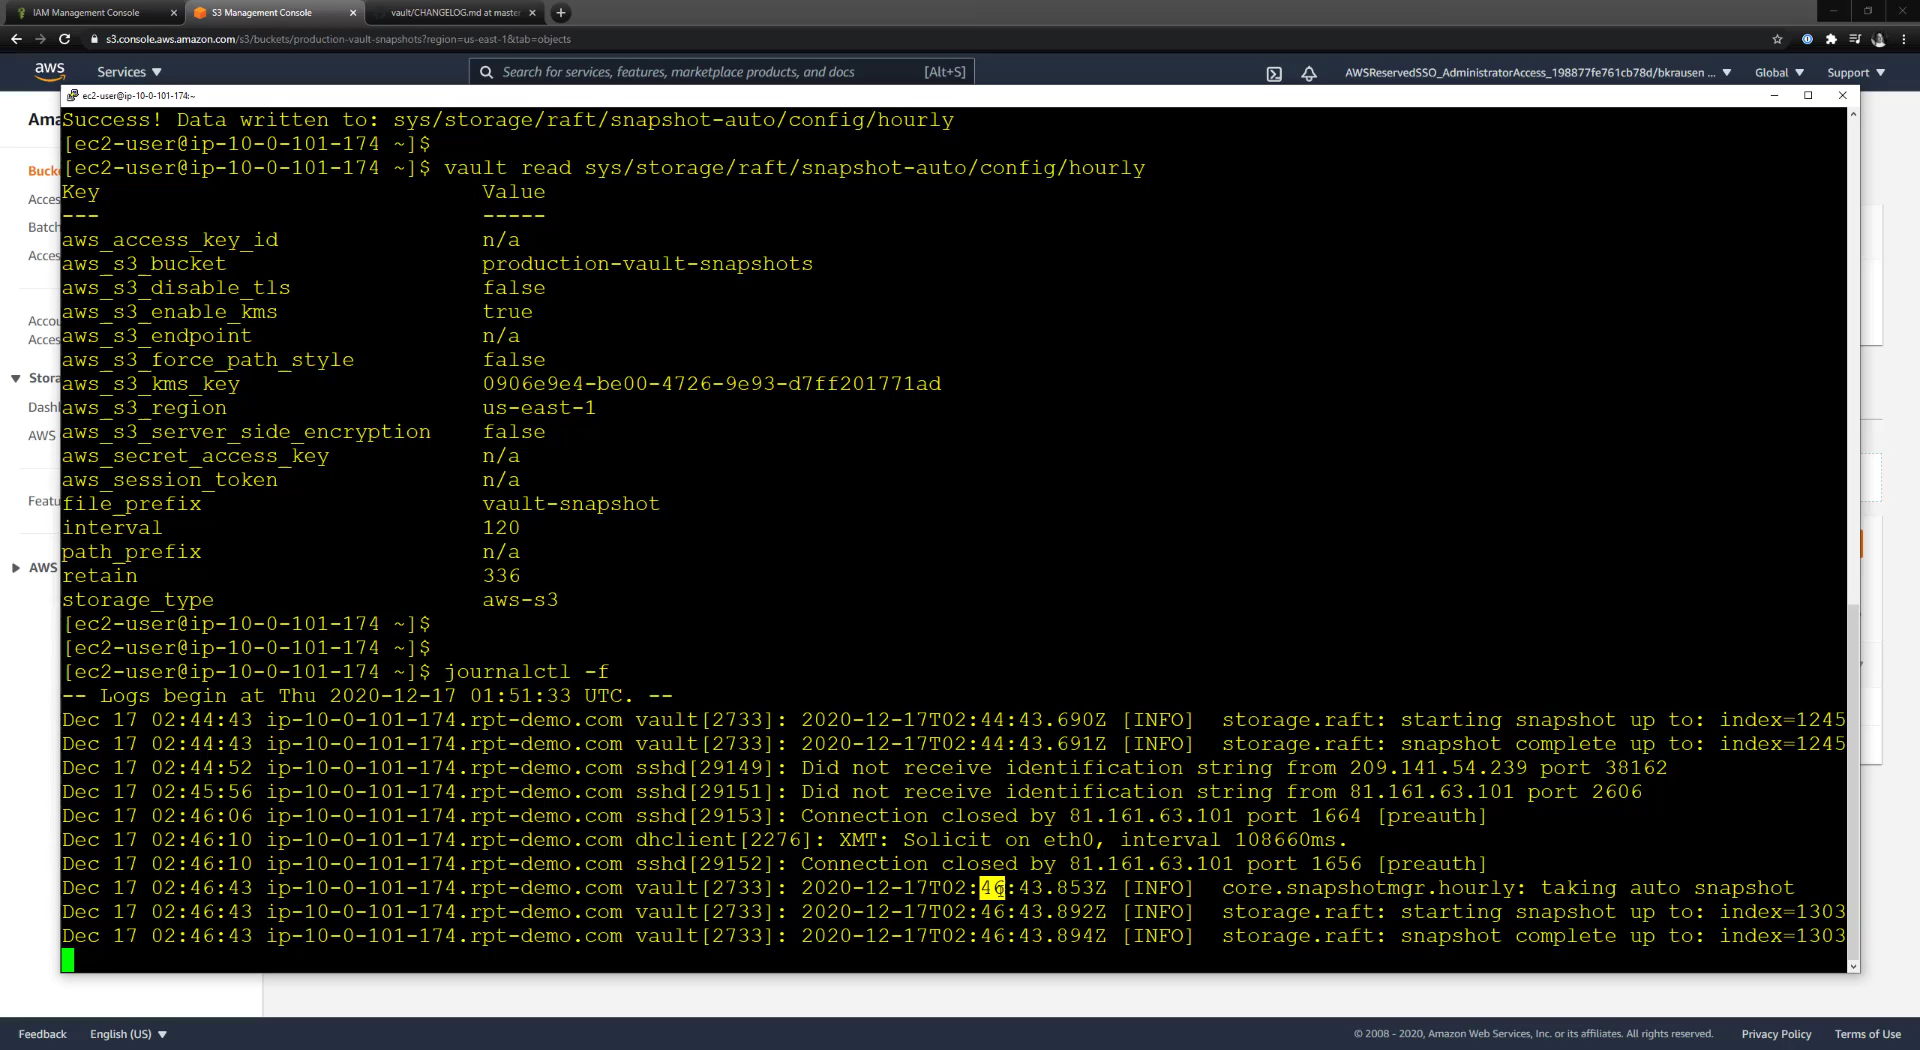 IAM Management Console
S3 Management Console
vault/CHANGELOG.md at master
s3.console.aws.amazon.com/s3/buckets/production-vault-snapshots?region=us-east-1&tab=objects
aws
Services
Search for services, features, marketplace products, and docs
[Alt+S]
AWSReservedSSO_AdministratorAccess_198877fe761cb78d/bkrausen ...
Global
Support
ec2-user@ip-10-0-101-174:~
Ama
Bucke
Acces
Batch
Acces
Accou
Acces
Stora
Dashl
AWS
Featu
AWS
Success! Data written to: sys/storage/raft/snapshot-auto/config/hourly
[ec2-user@ip-10-0-101-174 ~]$
[ec2-user@ip-10-0-101-174 ~]$ vault read sys/storage/raft/snapshot-auto/config/hourly
Key Value
--- -----
aws_access_key_id n/a
aws_s3_bucket production-vault-snapshots
aws_s3_disable_tls false
aws_s3_enable_kms true
aws_s3_endpoint n/a
aws_s3_force_path_style false
aws_s3_kms_key 0906e9e4-be00-4726-9e93-d7ff201771ad
aws_s3_region us-east-1
aws_s3_server_side_encryption false
aws_secret_access_key n/a
aws_session_token n/a
file_prefix vault-snapshot
interval 120
path_prefix n/a
retain 336
storage_type aws-s3
[ec2-user@ip-10-0-101-174 ~]$
[ec2-user@ip-10-0-101-174 ~]$
[ec2-user@ip-10-0-101-174 ~]$ journalctl -f
-- Logs begin at Thu 2020-12-17 01:51:33 UTC. --
Dec 17 02:44:43 ip-10-0-101-174.rpt-demo.com vault[2733]: 2020-12-17T02:44:43.690Z [INFO] storage.raft: starting snapshot up to: index=1245
Dec 17 02:44:43 ip-10-0-101-174.rpt-demo.com vault[2733]: 2020-12-17T02:44:43.691Z [INFO] storage.raft: snapshot complete up to: index=1245
Dec 17 02:44:52 ip-10-0-101-174.rpt-demo.com sshd[29149]: Did not receive identification string from 209.141.54.239 port 38162
Dec 17 02:45:56 ip-10-0-101-174.rpt-demo.com sshd[29151]: Did not receive identification string from 81.161.63.101 port 2606
Dec 17 02:46:06 ip-10-0-101-174.rpt-demo.com sshd[29153]: Connection closed by 81.161.63.101 port 1664 [preauth]
Dec 17 02:46:10 ip-10-0-101-174.rpt-demo.com dhclient[2276]: XMT: Solicit on eth0, interval 108660ms.
Dec 17 02:46:10 ip-10-0-101-174.rpt-demo.com sshd[29152]: Connection closed by 81.161.63.101 port 1656 [preauth]
Dec 17 02:46:43 ip-10-0-101-174.rpt-demo.com vault[2733]: 2020-12-17T02:46:43.853Z [INFO] core.snapshotmgr.hourly: taking auto snapshot
Dec 17 02:46:43 ip-10-0-101-174.rpt-demo.com vault[2733]: 2020-12-17T02:46:43.892Z [INFO] storage.raft: starting snapshot up to: index=1303
Dec 17 02:46:43 ip-10-0-101-174.rpt-demo.com vault[2733]: 2020-12-17T02:46:43.894Z [INFO] storage.raft: snapshot complete up to: index=1303
Feedback
English (US)
© 2008 - 2020, Amazon Web Services, Inc. or its affiliates. All rights reserved.
Privacy Policy
Terms of Use